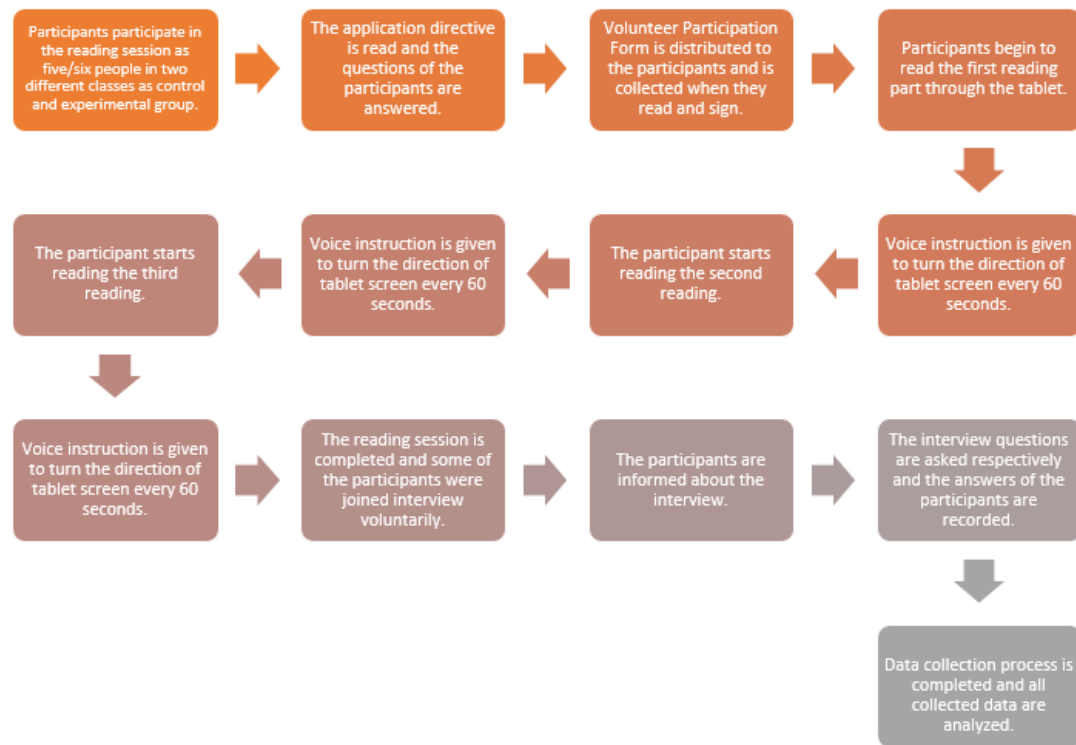 Participants participate in
the reading session as
five/six people in two
different classes as control
and experimental group.
The application directive
is read and the
questions of the
participants are
answered.
Volunteer Participation
Form is distributed to
the participants and is
collected when they
read and sign.
Participants begin to
read the first reading
part through the tablet.
Voice instruction is given
to turn the direction of
tablet screen every 60
seconds.
The participant starts
reading the second
reading.
Voice instruction is given
to turn the direction of
tablet screen every 60
seconds.
The participant starts
reading the third
reading.
Voice instruction is given
to turn the direction of
tablet screen every 60
seconds.
The reading session is
completed and some of
the participants were
joined interview
voluntarily.
The participants are
informed about the
interview.
The interview questions
are asked respectively
and the answers of the
participants are
recorded.
Data collection process is
completed and all
collected data are
analyzed.